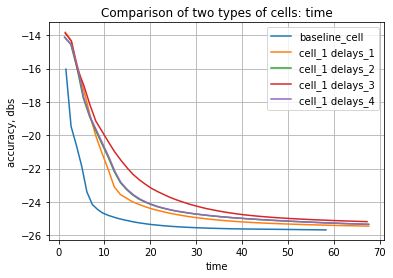 Comparison of two types of cells: time
baseline_cell
cell_1 delays_1
cell_1 delays_2
cell_1 delays_3
cell_1 delays_4
accuracy, dbs
−14
−16
−18
−20
−22
−24
−26
0 10 20 30 40 50 60 70
time